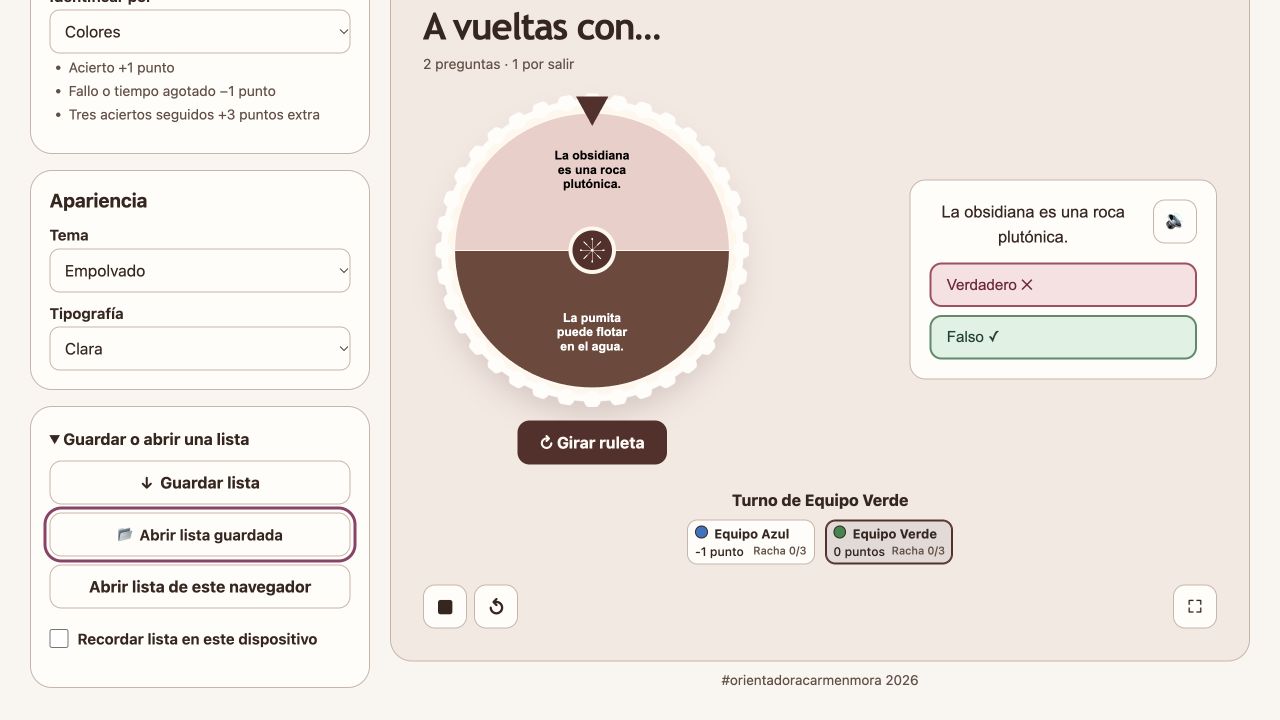 Colores
• Acierto +1 punto
• Fallo o tiempo agotado −1 punto
• Tres aciertos seguidos +3 puntos extra
Apariencia
Tema
Empolvado
Tipografía
Clara
▼ Guardar o abrir una lista
↓ Guardar lista
Abrir lista guardada
Abrir lista de este navegador
Recordar lista en este dispositivo
A vueltas con...
2 preguntas · 1 por salir
La obsidiana
es una roca
plutónica.
La pumita
puede flotar
en el agua.
↻ Girar ruleta
La obsidiana es una roca
plutónica.
Verdadero ✕
Falso ✓
Turno de Equipo Verde
Equipo Azul
-1 punto Racha 0/3
Equipo Verde
0 puntos Racha 0/3
#orientadoracarmenmora 2026